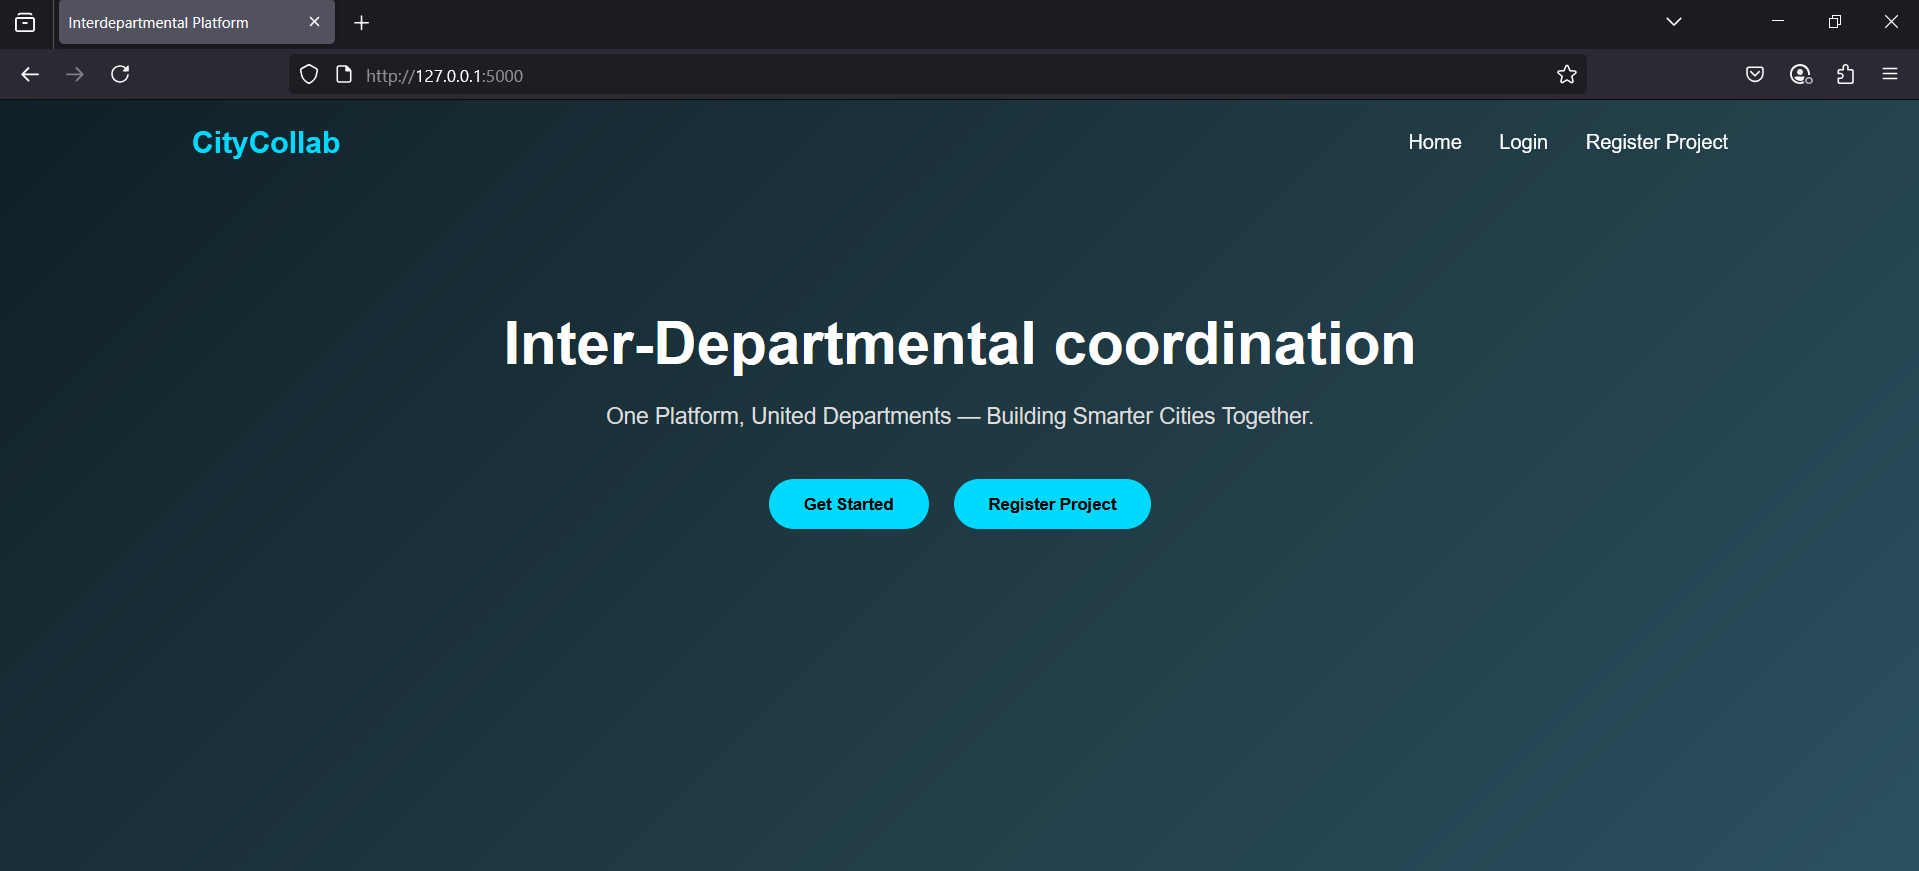 Interdepartmental Platform
http://127.0.0.1:5000
CityCollab
Home Login Register Project
Inter-Departmental coordination
One Platform, United Departments — Building Smarter Cities Together.
Get Started Register Project